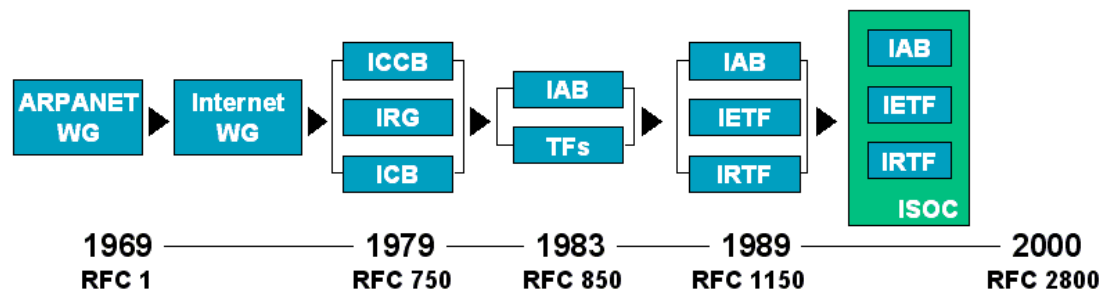 ARPANET
WG
Internet
WG
ICCB
IRG
ICB
IAB
TFs
IAB
IETF
IRTF
IAB
IETF
IRTF
ISOC
1969
RFC 1
1979
RFC 750
1983
RFC 850
1989
RFC 1150
2000
RFC 2800